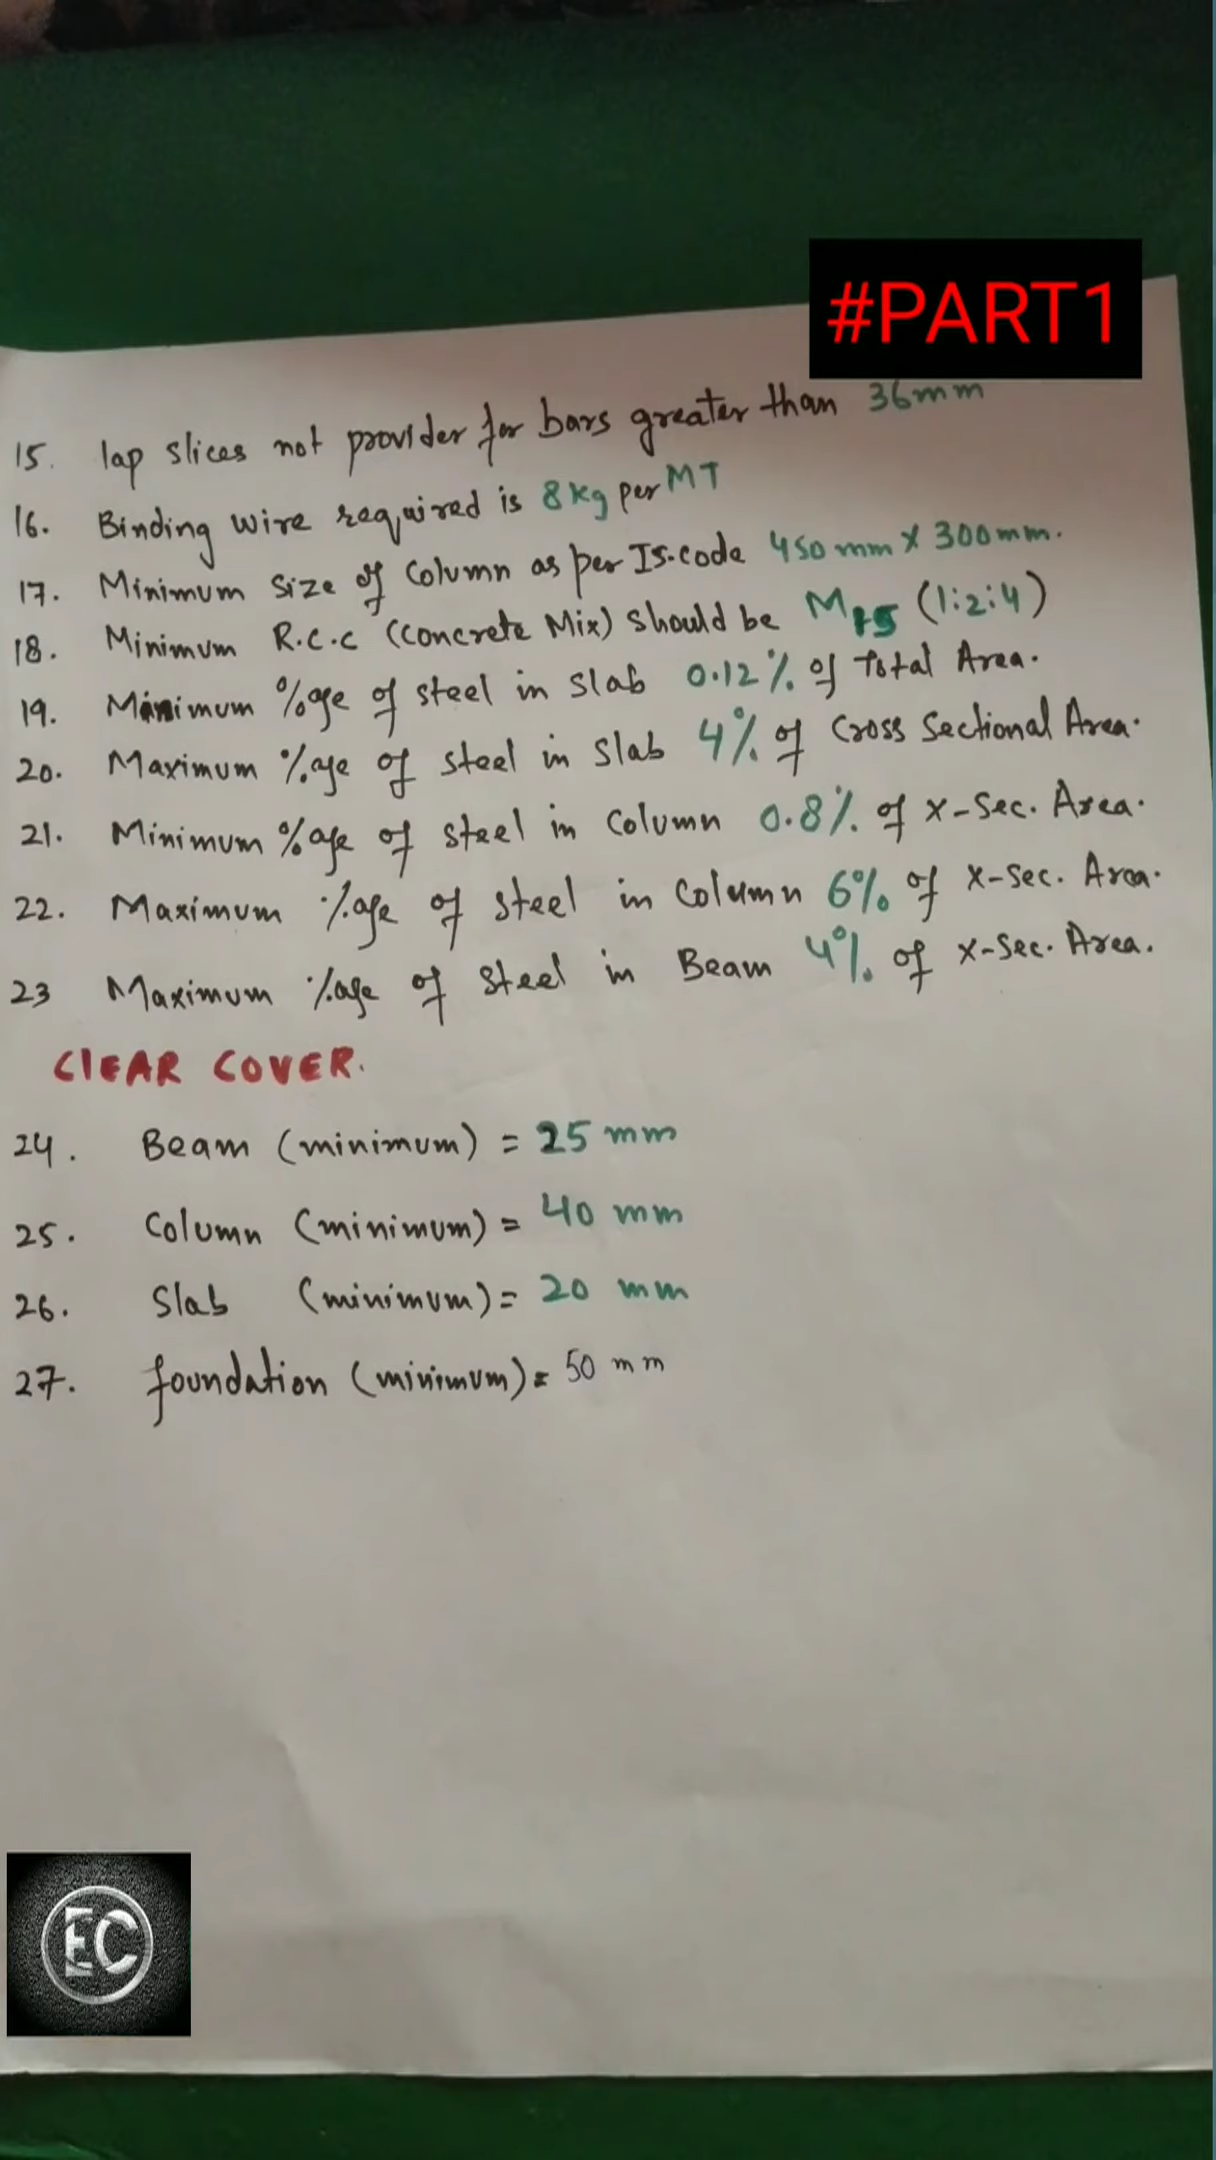 #PART1
15. lap slices not provider for bars greater than 36mm
16. Binding wire required is 8kg per MT
17. Minimum size of Column as per IS-code 450 mm X 300mm.
18. Minimum R.C.C (Concrete Mix) should be M15 (1:2:4)
19. Minimum %age of steel in slab 0.12% of Total Area.
20. Maximum %age of steel in slab 4% of Cross Sectional Area.
21. Minimum %age of steel in Column 0.8% of X-Sec. Area.
22. Maximum %age of steel in Column 6% of X-Sec. Area.
23 Maximum %age of steel in Beam 4% of X-Sec. Area.
ClEAR COVER.
24. Beam (minimum) = 25 mm
25. Column (minimum) = 40 mm
26. Slab (minimum) = 20 mm
27. foundation (minimum) = 50 mm
EC